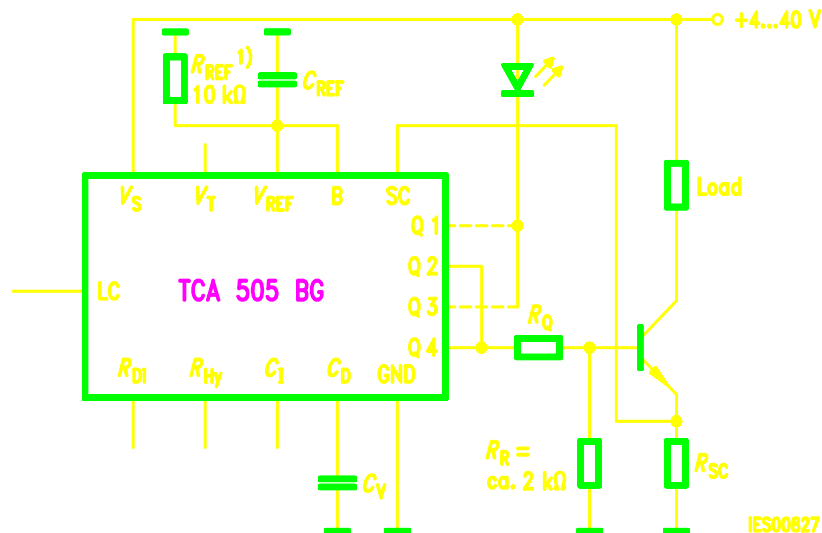 +4...40 V
RREF 1)
10 kΩ
CREF
Load
VS
VT
VREF
B
SC
Q 1
Q 2
Q 3
Q 4
LC
TCA 505 BG
RQ
RDI
RHy
CI
CD
GND
RR =
ca. 2 kΩ
RSC
CV
IES00827